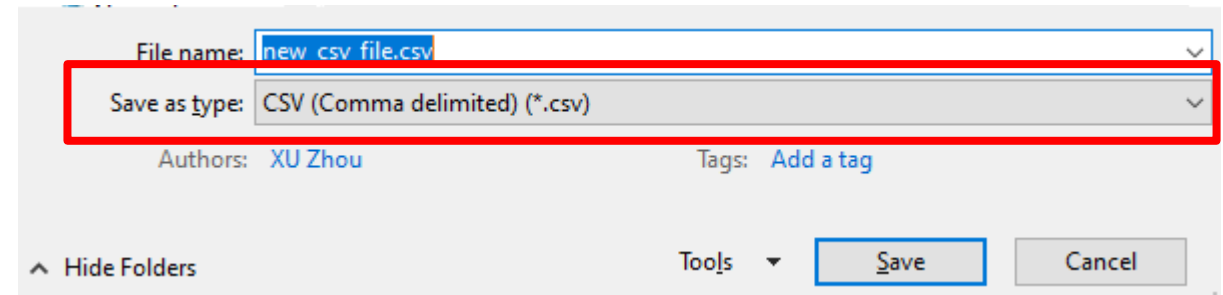 File name: new_csv_file.csv
Save as type: CSV (Comma delimited) (*.csv)
Authors: XU Zhou Tags: Add a tag
Hide Folders Tools Save Cancel